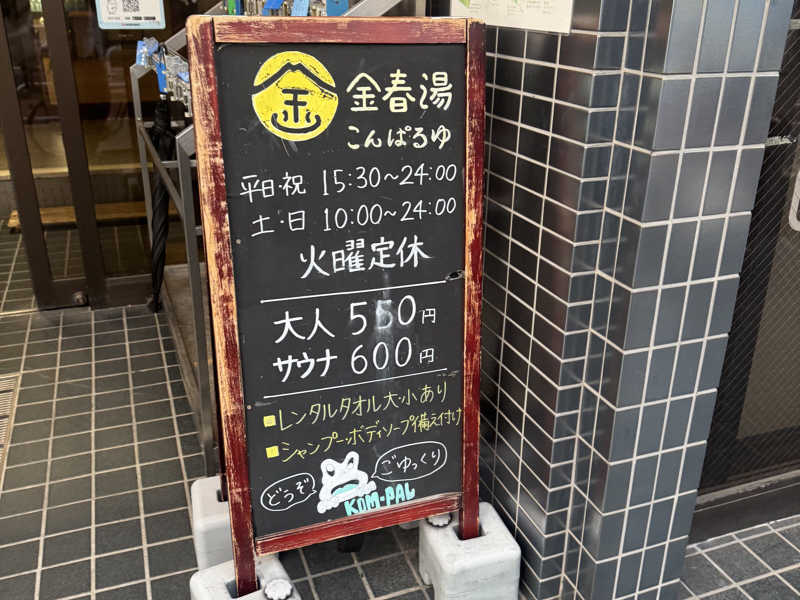 金
金春湯
こんぱるゆ
平日・祝 15:30～24:00
土・日 10:00～24:00
火曜定休
大人 550円
サウナ 600円
レンタルタオル大・小あり
シャンプー・ボディソープ備え付け
どうぞ
ごゆっくり
KOM-PAL